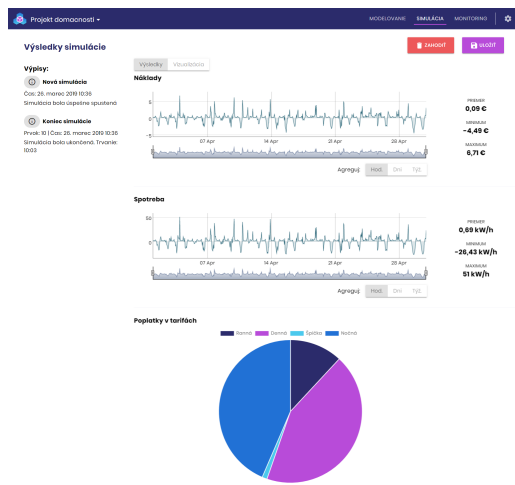 Projekt domacnosti
MODELOVANIE SIMULÁCIA MONITORING
Výsledky simulácie
ZAHODIŤ ULOŽIŤ
Výpisy:
Nová simulácia
Čas: 26. marec 2019 10:36
Simulácia bola úspešne spustená
Koniec simulácie
Prvok: 10 | Čas: 26. marec 2019 10:36
Simulácia bola ukončená. Trvanie:
10:03
Výsledky Vizualizácia
Náklady
5
0
−5
07 Apr 14 Apr 21 Apr 28 Apr
PRIEMER
0,09 €
MINIMUM
-4,49 €
MAXIMUM
6,71 €
Agreguj: Hod. Dni Týž.
Spotreba
50
0
07 Apr 14 Apr 21 Apr 28 Apr
PRIEMER
0,69 kW/h
MINIMUM
-26,43 kW/h
MAXIMUM
51 kW/h
Agreguj: Hod. Dni Týž.
Poplatky v tarifách
Ranná Denná Špička Nočná